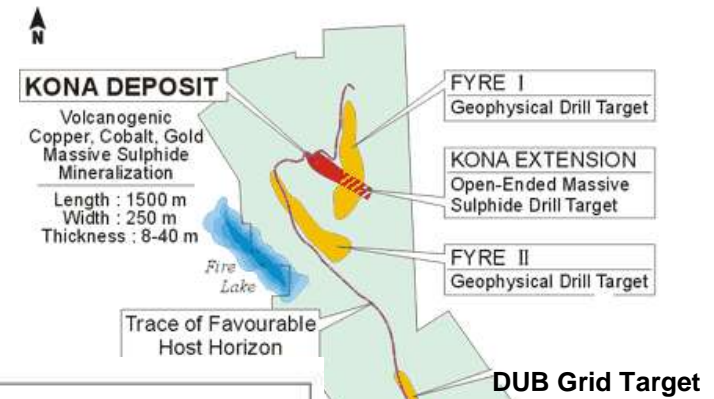 N
KONA DEPOSIT
Volcanogenic
Copper, Cobalt, Gold
Massive Sulphide
Mineralization
Length : 1500 m
Width : 250 m
Thickness : 8-40 m
FYRE I
Geophysical Drill Target
KONA EXTENSION
Open-Ended Massive
Sulphide Drill Target
FYRE II
Geophysical Drill Target
Fire
Lake
Trace of Favourable
Host Horizon
DUB Grid Target